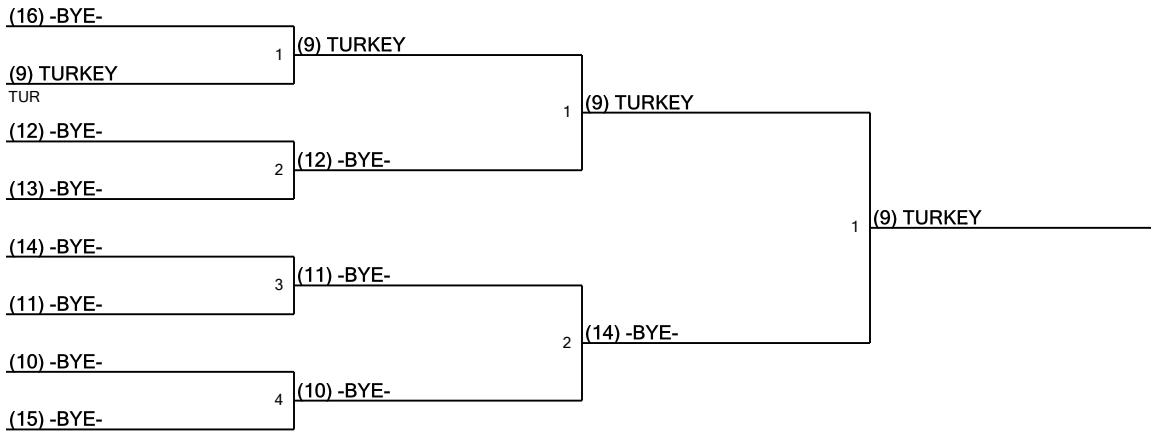 (16) -BYE-
1
(9) TURKEY
(9) TURKEY
TUR
1
(9) TURKEY
(12) -BYE-
2
(12) -BYE-
(13) -BYE-
1
(9) TURKEY
(14) -BYE-
3
(11) -BYE-
(11) -BYE-
2
(14) -BYE-
(10) -BYE-
4
(10) -BYE-
(15) -BYE-